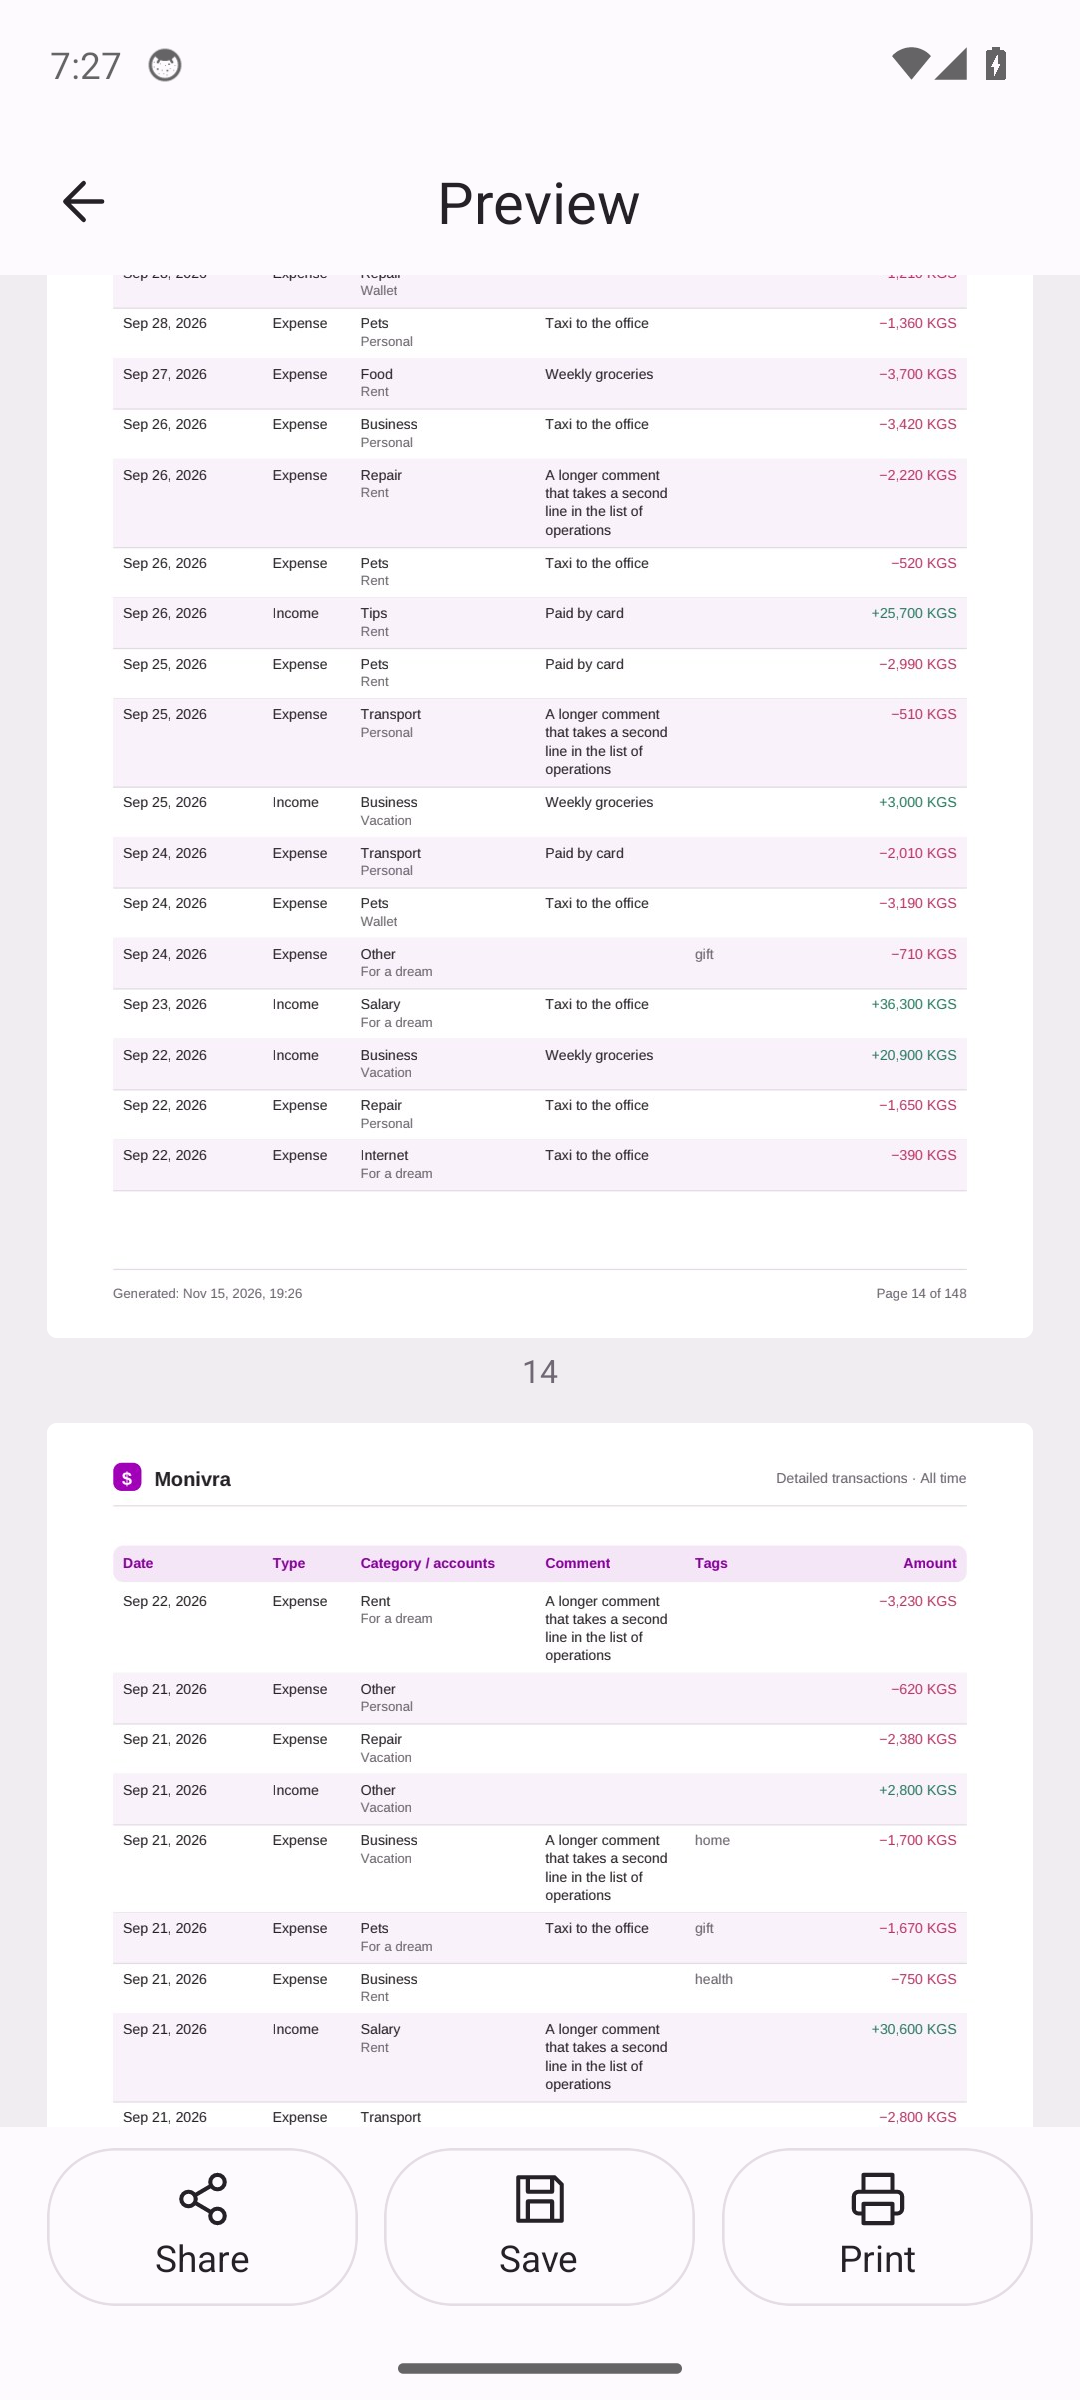 7:27
Preview
Wallet
Sep 28, 2026 Expense Pets Taxi to the office −1,360 KGS
Personal
Sep 27, 2026 Expense Food Weekly groceries −3,700 KGS
Rent
Sep 26, 2026 Expense Business Taxi to the office −3,420 KGS
Personal
Sep 26, 2026 Expense Repair A longer comment −2,220 KGS
Rent that takes a second
line in the list of
operations
Sep 26, 2026 Expense Pets Taxi to the office −520 KGS
Rent
Sep 26, 2026 Income Tips Paid by card +25,700 KGS
Rent
Sep 25, 2026 Expense Pets Paid by card −2,990 KGS
Rent
Sep 25, 2026 Expense Transport A longer comment −510 KGS
Personal that takes a second
line in the list of
operations
Sep 25, 2026 Income Business Weekly groceries +3,000 KGS
Vacation
Sep 24, 2026 Expense Transport Paid by card −2,010 KGS
Personal
Sep 24, 2026 Expense Pets Taxi to the office −3,190 KGS
Wallet
Sep 24, 2026 Expense Other gift −710 KGS
For a dream
Sep 23, 2026 Income Salary Taxi to the office +36,300 KGS
For a dream
Sep 22, 2026 Income Business Weekly groceries +20,900 KGS
Vacation
Sep 22, 2026 Expense Repair Taxi to the office −1,650 KGS
Personal
Sep 22, 2026 Expense Internet Taxi to the office −390 KGS
For a dream
Generated: Nov 15, 2026, 19:26 Page 14 of 148
14
$ Monivra Detailed transactions · All time
Date Type Category / accounts Comment Tags Amount
Sep 22, 2026 Expense Rent A longer comment −3,230 KGS
For a dream that takes a second
line in the list of
operations
Sep 21, 2026 Expense Other −620 KGS
Personal
Sep 21, 2026 Expense Repair −2,380 KGS
Vacation
Sep 21, 2026 Income Other +2,800 KGS
Vacation
Sep 21, 2026 Expense Business A longer comment home −1,700 KGS
Vacation that takes a second
line in the list of
operations
Sep 21, 2026 Expense Pets Taxi to the office gift −1,670 KGS
For a dream
Sep 21, 2026 Expense Business health −750 KGS
Rent
Sep 21, 2026 Income Salary A longer comment +30,600 KGS
Rent that takes a second
line in the list of
operations
Sep 21, 2026 Expense Transport −2,800 KGS
Share Save Print